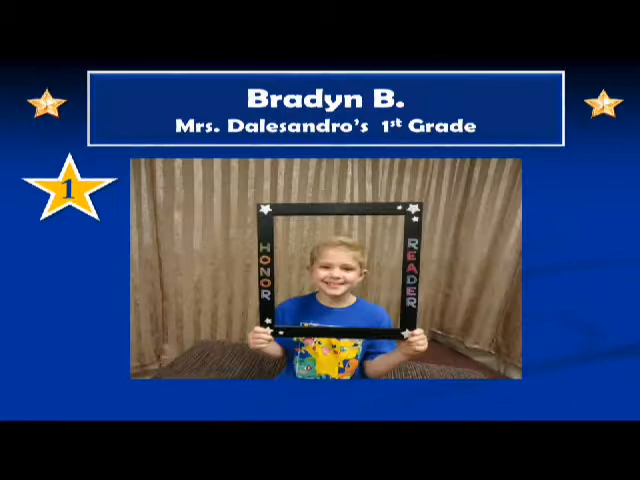 Bradyn B.
Mrs. Dalesandro's 1st Grade
1
HONOR
READER